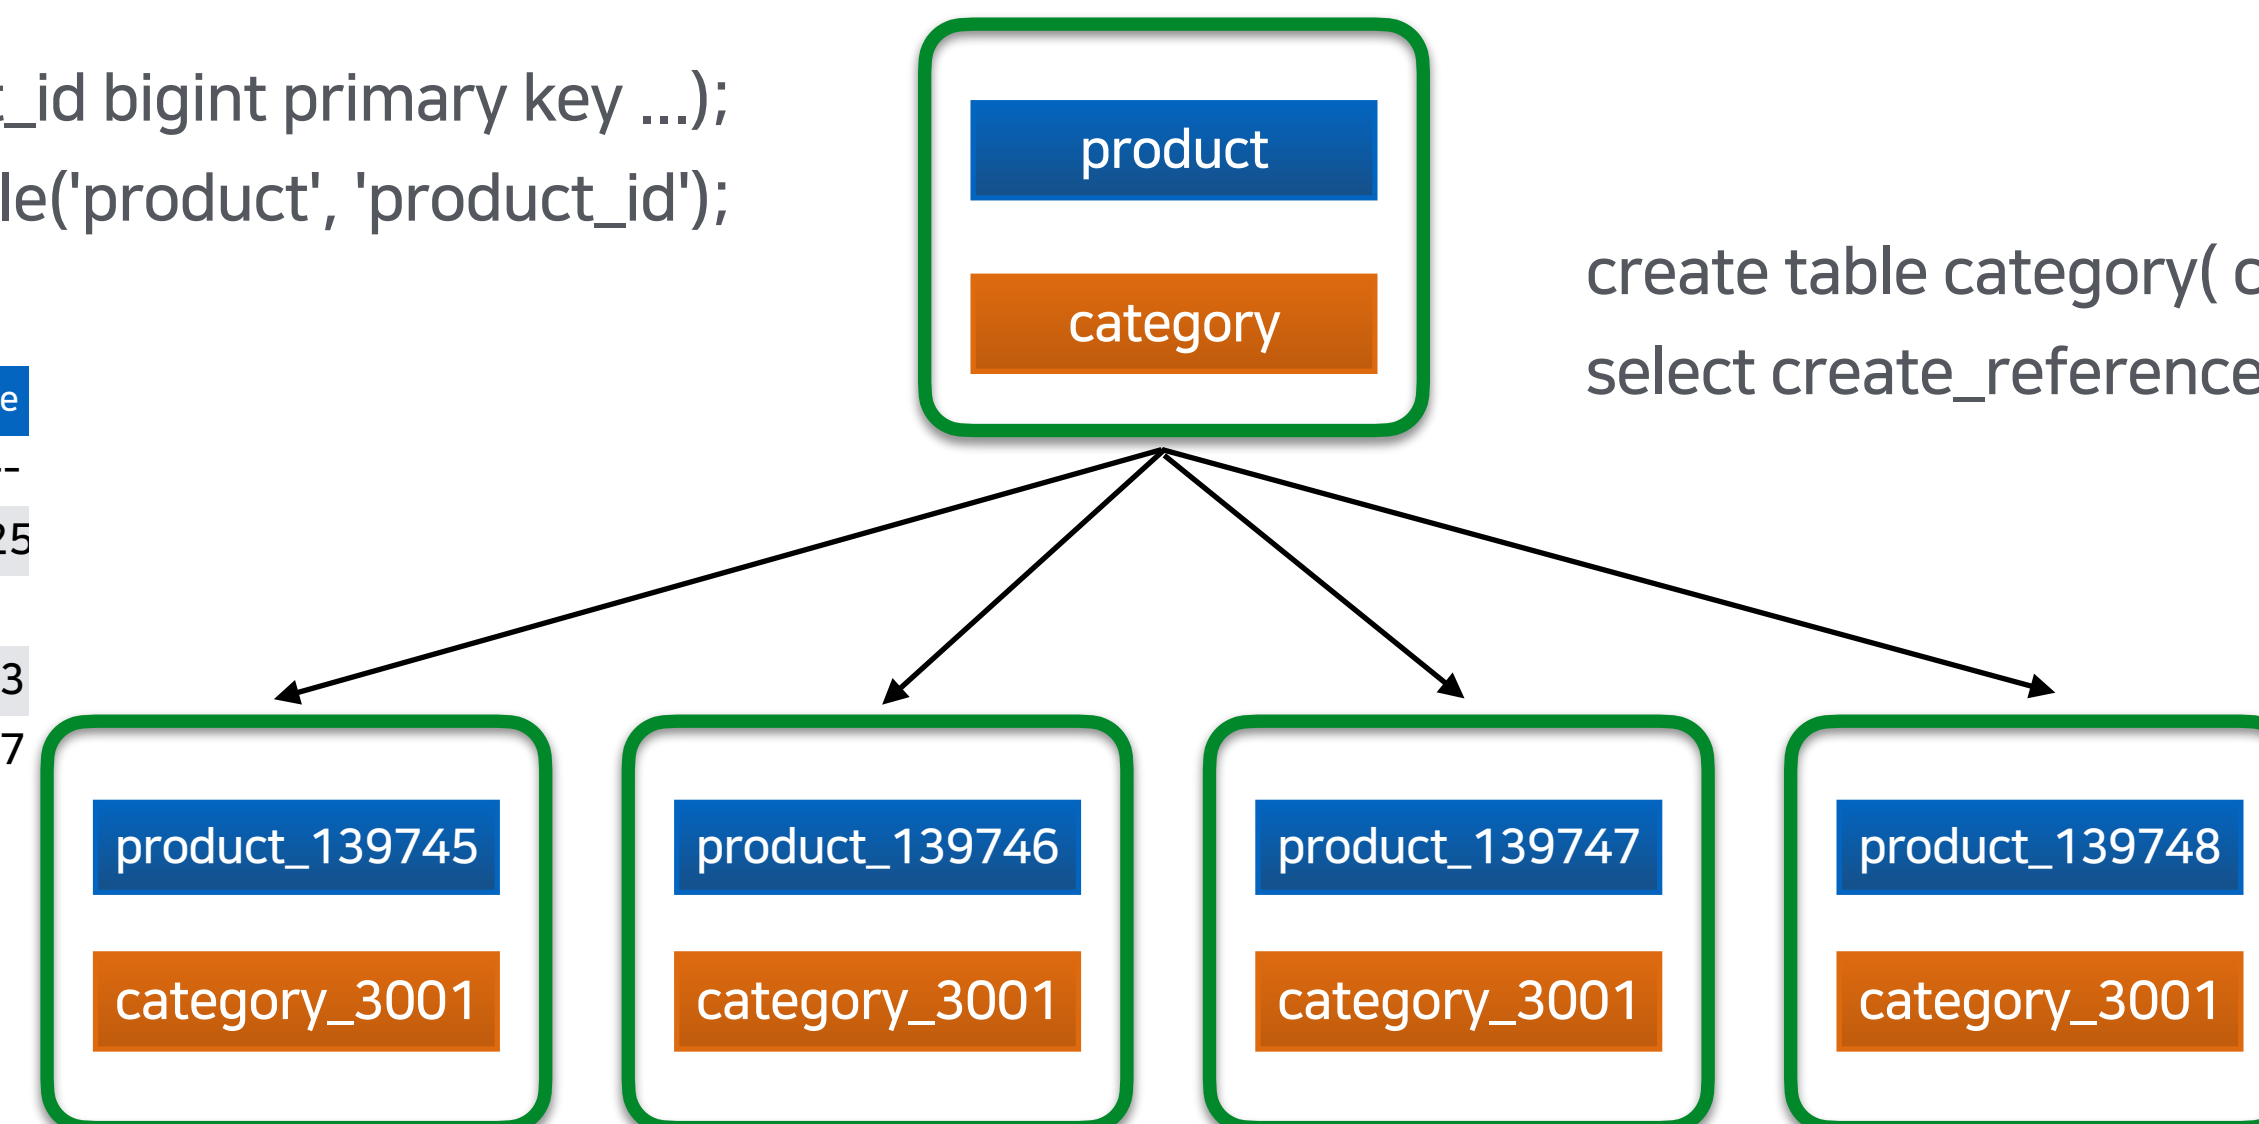 t_id bigint primary key ...);
le('product', 'product_id');
product
category
create table category( c
select create_reference
e
--
25
3
7
product_139745
product_139746
product_139747
product_139748
category_3001
category_3001
category_3001
category_3001